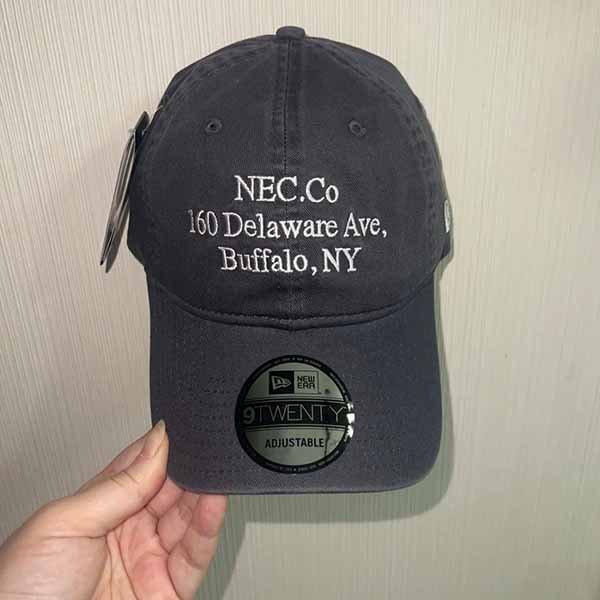 NEC.Co
160 Delaware Ave,
Buffalo, NY
NEW
ERA
9TWENTY
ADJUSTABLE